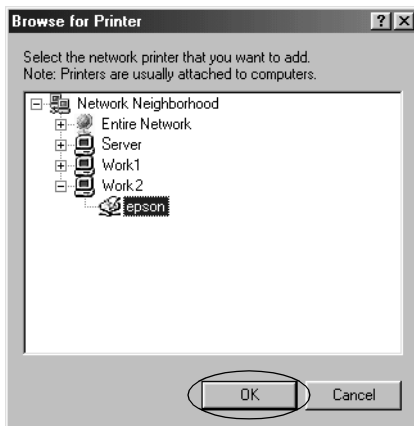 Browse for Printer
Select the network printer that you want to add.
Note: Printers are usually attached to computers.
Network Neighborhood
Entire Network
Server
Work1
Work2
epson
OK Cancel